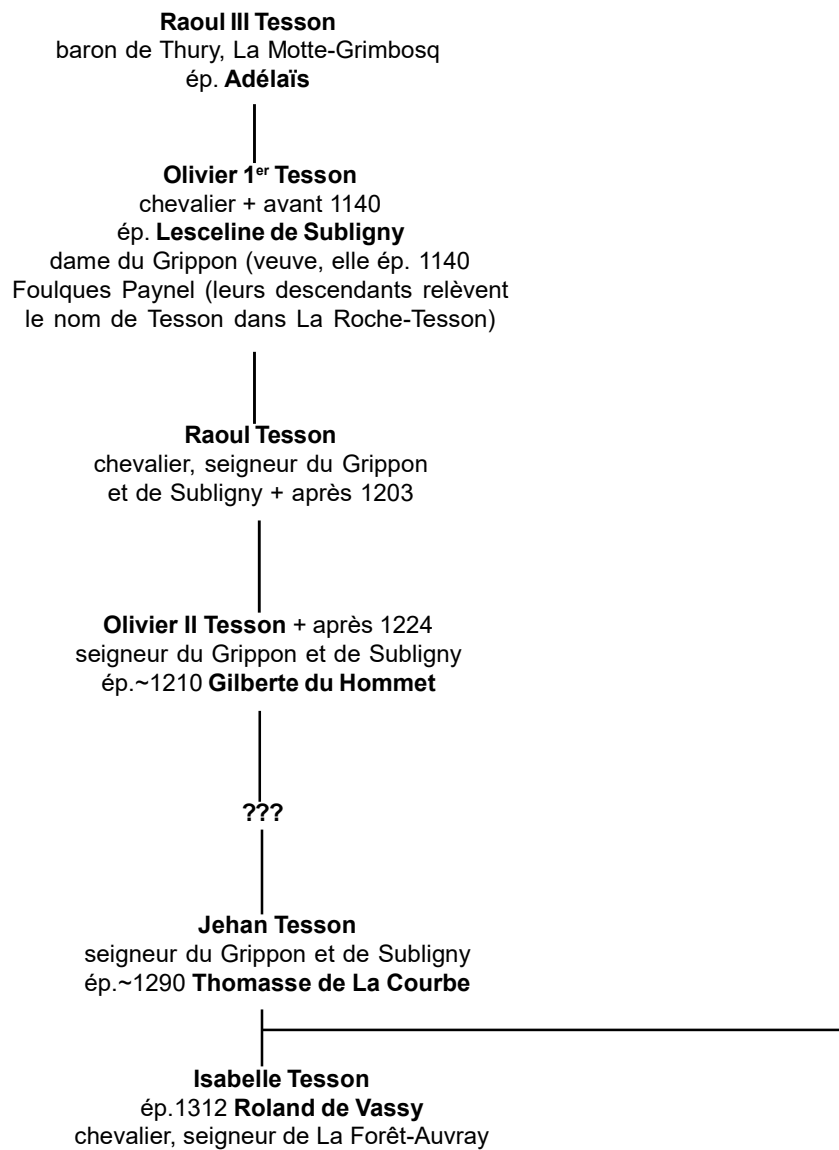 Raoul III Tesson
baron de Thury, La Motte-Grimbosq
ép. Adélaïs
Olivier 1er Tesson
chevalier + avant 1140
ép. Lesceline de Subligny
dame du Grippon (veuve, elle ép. 1140
Foulques Paynel (leurs descendants relèvent
le nom de Tesson dans La Roche-Tesson)
Raoul Tesson
chevalier, seigneur du Grippon
et de Subligny + après 1203
Olivier II Tesson + après 1224
seigneur du Grippon et de Subligny
ép.~1210 Gilberte du Hommet
???
Jehan Tesson
seigneur du Grippon et de Subligny
ép.~1290 Thomasse de La Courbe
Isabelle Tesson
ép.1312 Roland de Vassy
chevalier, seigneur de La Forêt-Auvray